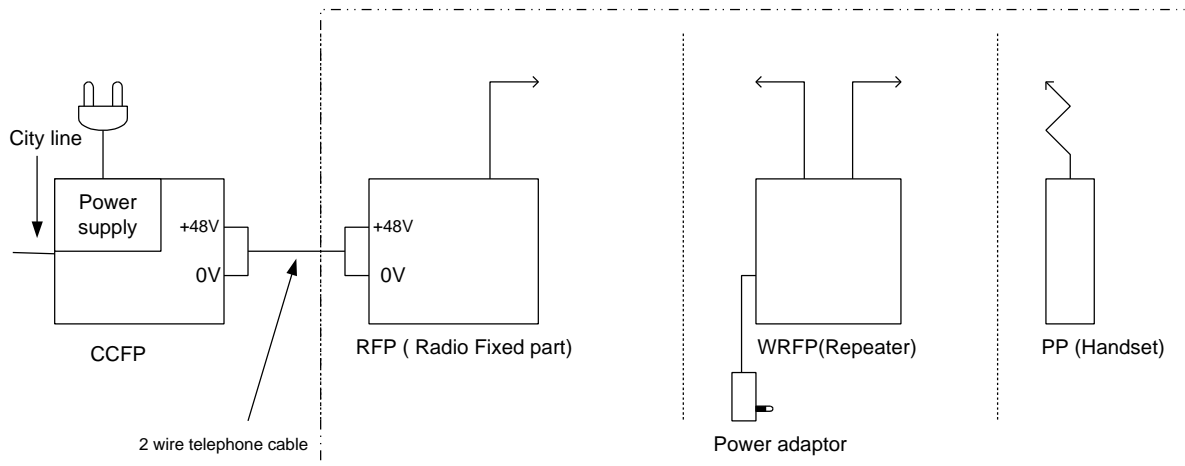 City line
Power
supply
+48V
0V
CCFP
2 wire telephone cable
+48V
0V
RFP ( Radio Fixed part)
WRFP(Repeater)
Power adaptor
PP (Handset)